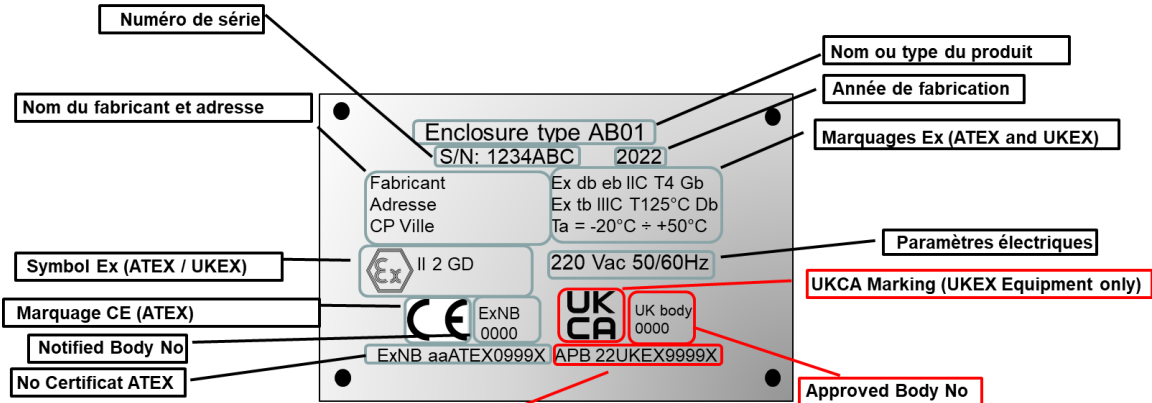 Numéro de série
Nom ou type du produit
Année de fabrication
Nom du fabricant et adresse
Marquages Ex (ATEX and UKEX)
Enclosure type AB01
S/N: 1234ABC 2022
Fabricant
Adresse
CP Ville
Ex db eb IIC T4 Gb
Ex tb IIIC T125°C Db
Ta = -20°C ÷ +50°C
Symbol Ex (ATEX / UKEX)
Ex II 2 GD
220 Vac 50/60Hz
Paramètres électriques
UKCA Marking (UKEX Equipment only)
Marquage CE (ATEX)
CE
ExNB
0000
UK
CA
UK body
0000
Notified Body No
ExNB aaATEX0999X
APB 22UKEX9999X
No Certificat ATEX
Approved Body No